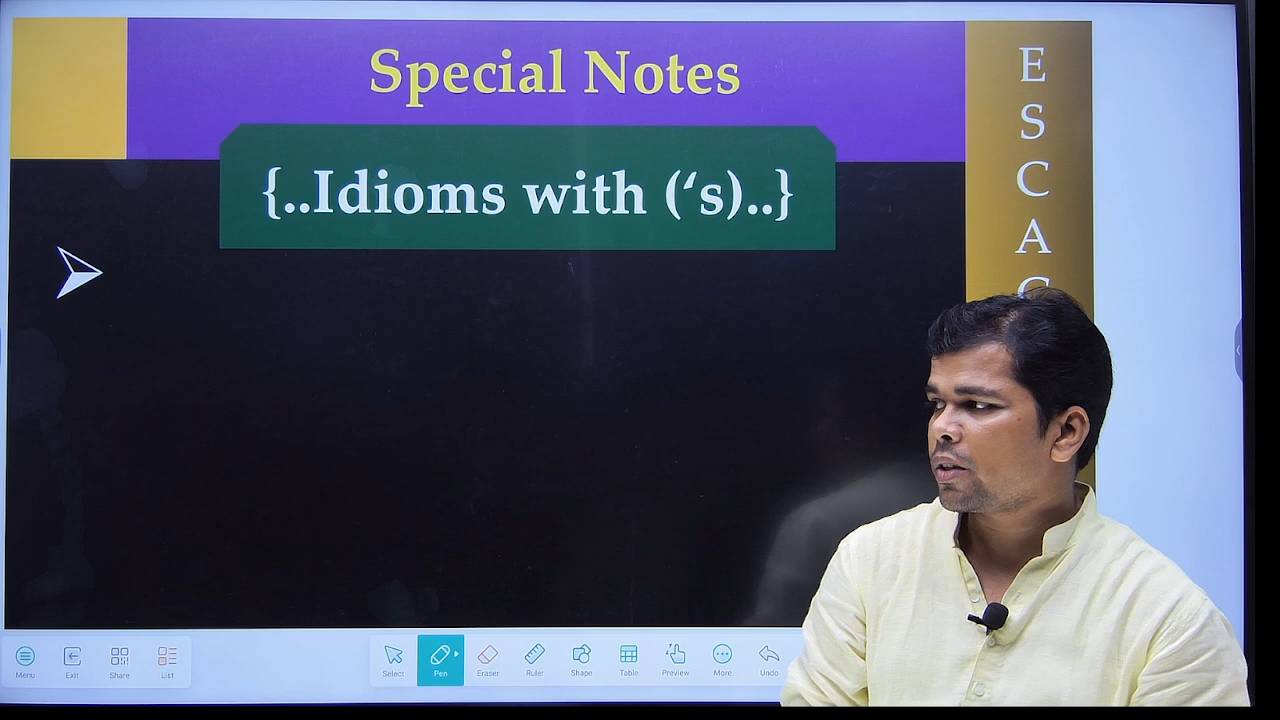 Special Notes
{..Idioms with (‘s)..}
E
S
C
A
Menu
Exit
Share
List
Select
Pen
Eraser
Ruler
Shape
Table
Preview
More
Undo